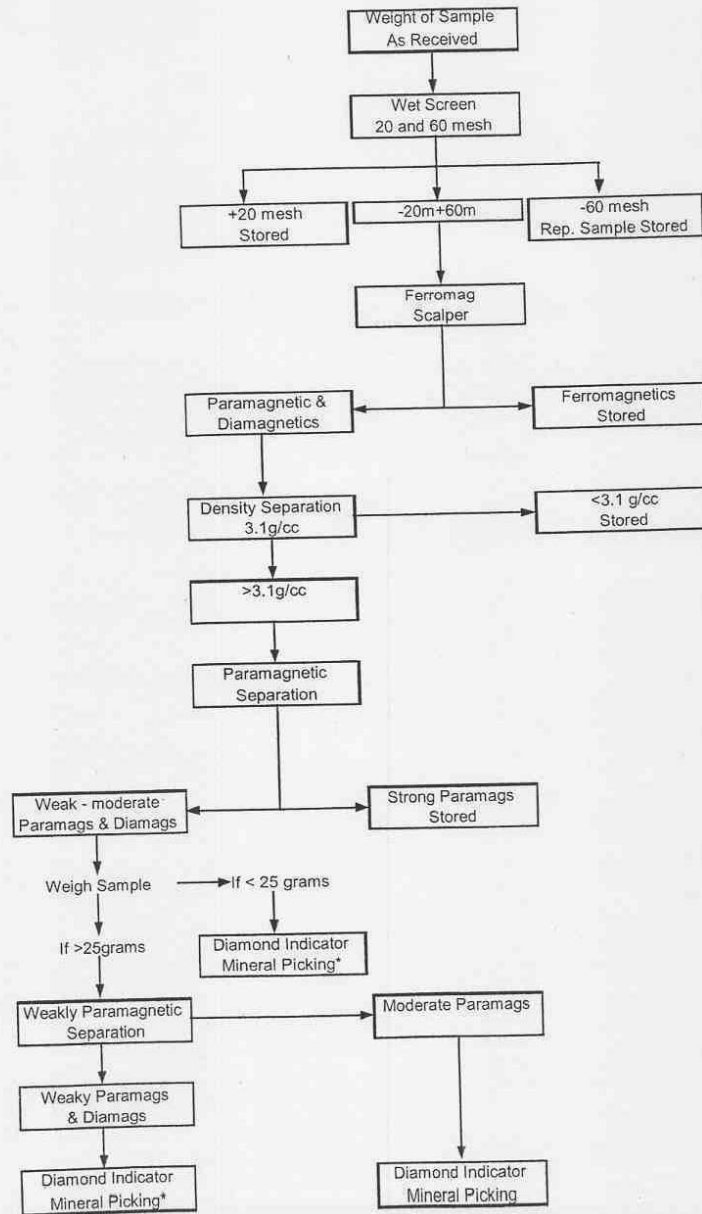 Weight of Sample
As Received
Wet Screen
20 and 60 mesh
+20 mesh
Stored
-20m+60m
-60 mesh
Rep. Sample Stored
Ferromag
Scalper
Paramagnetic &
Diamagnetics
Ferromagnetics
Stored
Density Separation
3.1g/cc
<3.1 g/cc
Stored
>3.1g/cc
Paramagnetic
Separation
Weak - moderate
Paramags & Diamags
Strong Paramags
Stored
Weigh Sample
If < 25 grams
If >25grams
Diamond Indicator
Mineral Picking*
Weakly Paramagnetic
Separation
Moderate Paramags
Weaky Paramags
& Diamags
Diamond Indicator
Mineral Picking*
Diamond Indicator
Mineral Picking